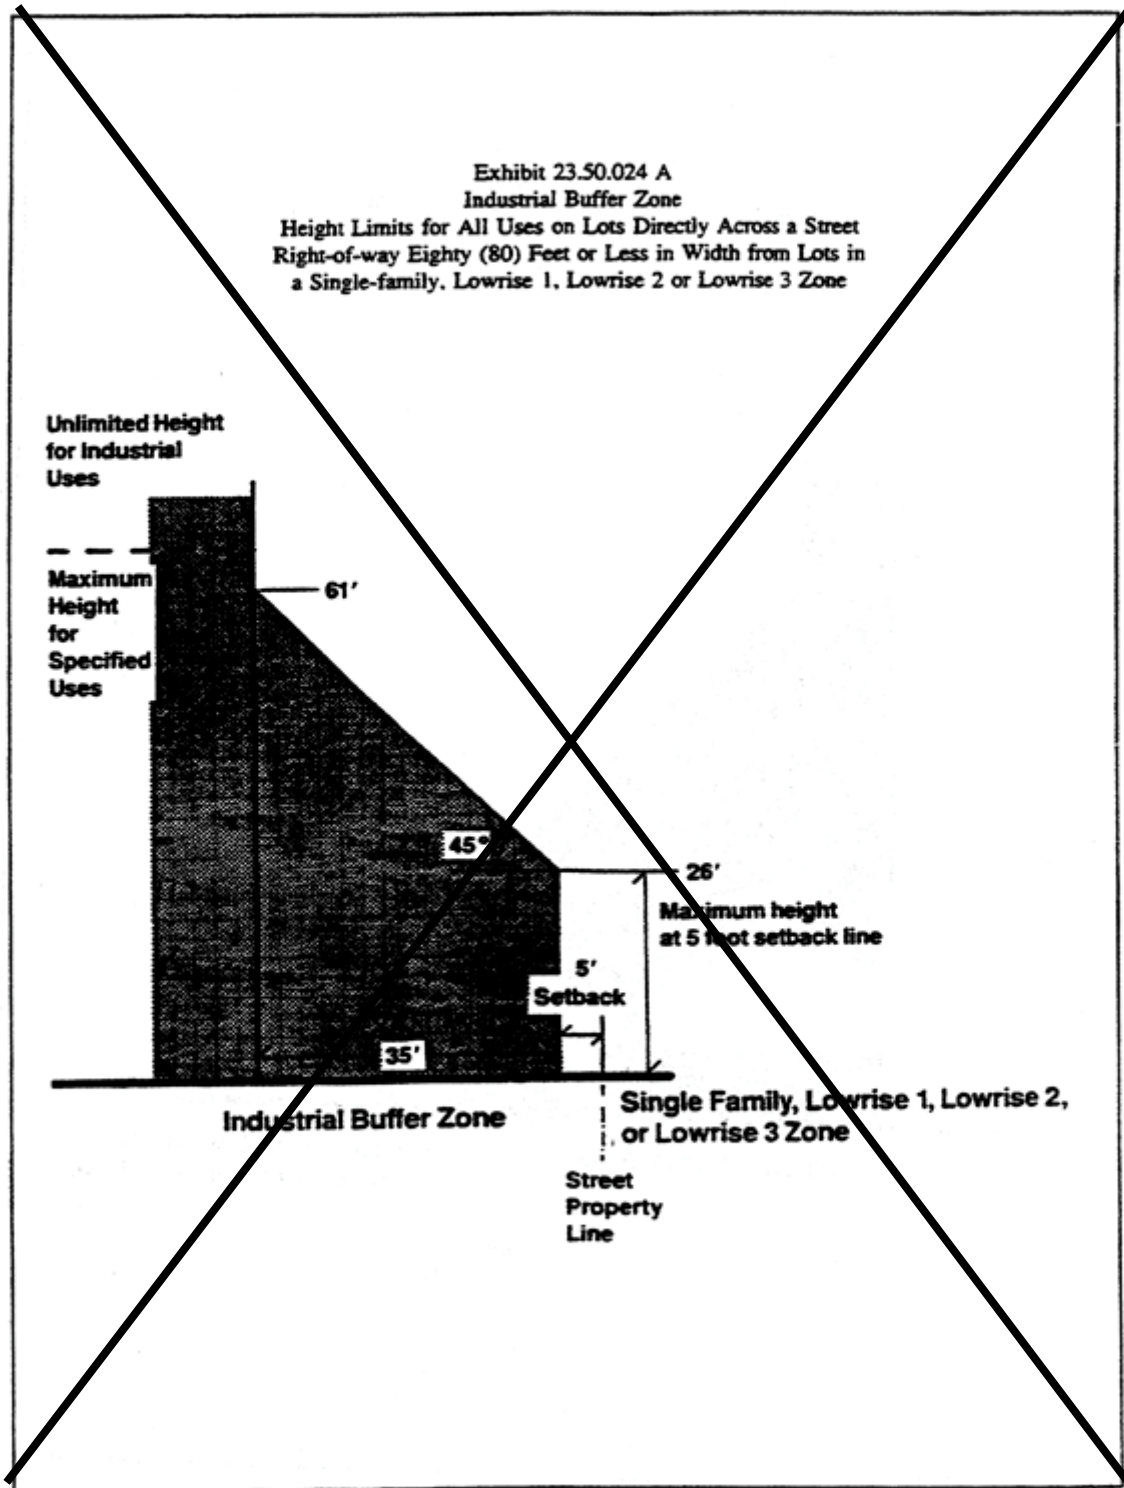 Exhibit 23.50.024 A
Industrial Buffer Zone
Height Limits for All Uses on Lots Directly Across a Street
Right-of-way Eighty (80) Feet or Less in Width from Lots in
a Single-family, Lowrise 1, Lowrise 2 or Lowrise 3 Zone
Unlimited Height
for Industrial
Uses
Maximum
Height
for
Specified
Uses
61'
45°
26'
Maximum height
at 5 foot setback line
5'
Setback
35'
Industrial Buffer Zone
Single Family, Lowrise 1, Lowrise 2,
or Lowrise 3 Zone
Street
Property
Line